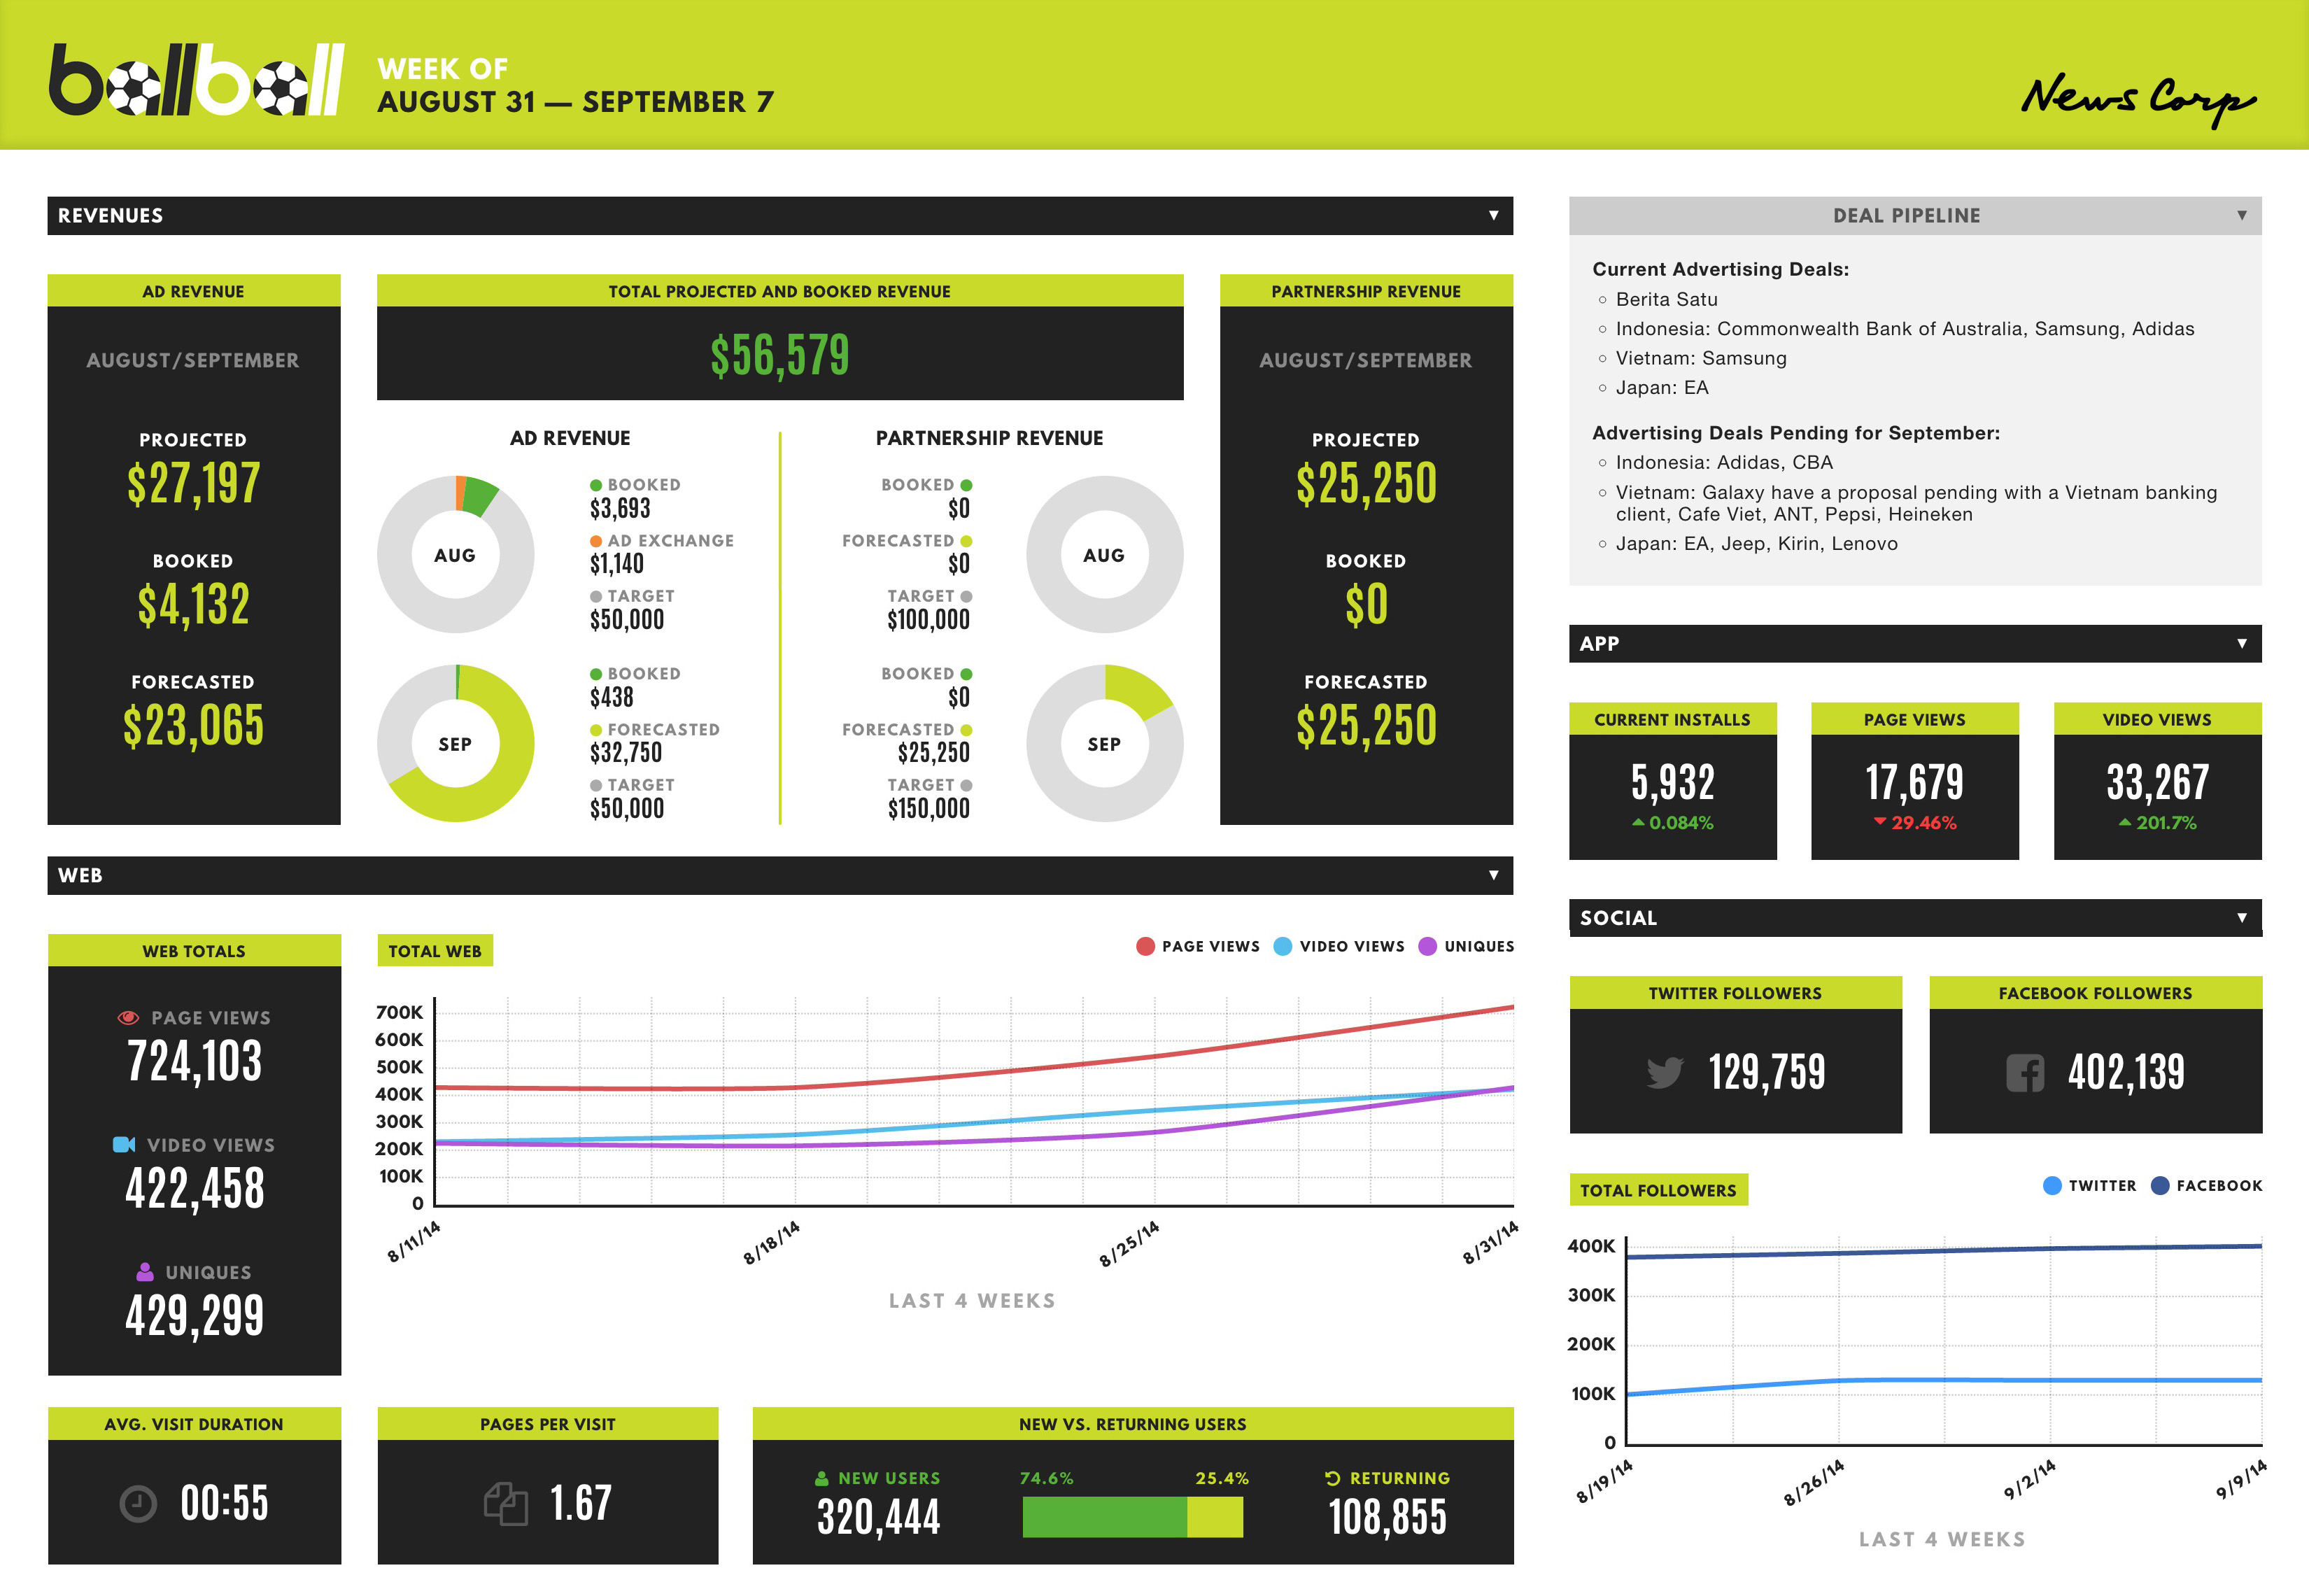 ballball
WEEK OF
AUGUST 31 — SEPTEMBER 7
News Corp
REVENUES
AD REVENUE
AUGUST/SEPTEMBER
PROJECTED
$27,197
BOOKED
$4,132
FORECASTED
$23,065
TOTAL PROJECTED AND BOOKED REVENUE
$56,579
AD REVENUE
AUG
BOOKED
$3,693
AD EXCHANGE
$1,140
TARGET
$50,000
SEP
BOOKED
$438
FORECASTED
$32,750
TARGET
$50,000
PARTNERSHIP REVENUE
BOOKED
$0
FORECASTED
$0
TARGET
$100,000
AUG
BOOKED
$0
FORECASTED
$25,250
TARGET
$150,000
SEP
PARTNERSHIP REVENUE
AUGUST/SEPTEMBER
PROJECTED
$25,250
BOOKED
$0
FORECASTED
$25,250
DEAL PIPELINE
Current Advertising Deals:
Berita Satu
Indonesia: Commonwealth Bank of Australia, Samsung, Adidas
Vietnam: Samsung
Japan: EA
Advertising Deals Pending for September:
Indonesia: Adidas, CBA
Vietnam: Galaxy have a proposal pending with a Vietnam banking
client, Cafe Viet, ANT, Pepsi, Heineken
Japan: EA, Jeep, Kirin, Lenovo
APP
CURRENT INSTALLS
5,932
0.084%
PAGE VIEWS
17,679
29.46%
VIDEO VIEWS
33,267
201.7%
WEB
WEB TOTALS
PAGE VIEWS
724,103
VIDEO VIEWS
422,458
UNIQUES
429,299
TOTAL WEB
PAGE VIEWS VIDEO VIEWS UNIQUES
700K
600K
500K
400K
300K
200K
100K
0
8/11/14 8/18/14 8/25/14 8/31/14
LAST 4 WEEKS
AVG. VISIT DURATION
00:55
PAGES PER VISIT
1.67
NEW VS. RETURNING USERS
NEW USERS
320,444
74.6% 25.4%
RETURNING
108,855
SOCIAL
TWITTER FOLLOWERS
129,759
FACEBOOK FOLLOWERS
402,139
TOTAL FOLLOWERS
TWITTER FACEBOOK
400K
300K
200K
100K
0
8/19/14 8/26/14 9/2/14 9/9/14
LAST 4 WEEKS